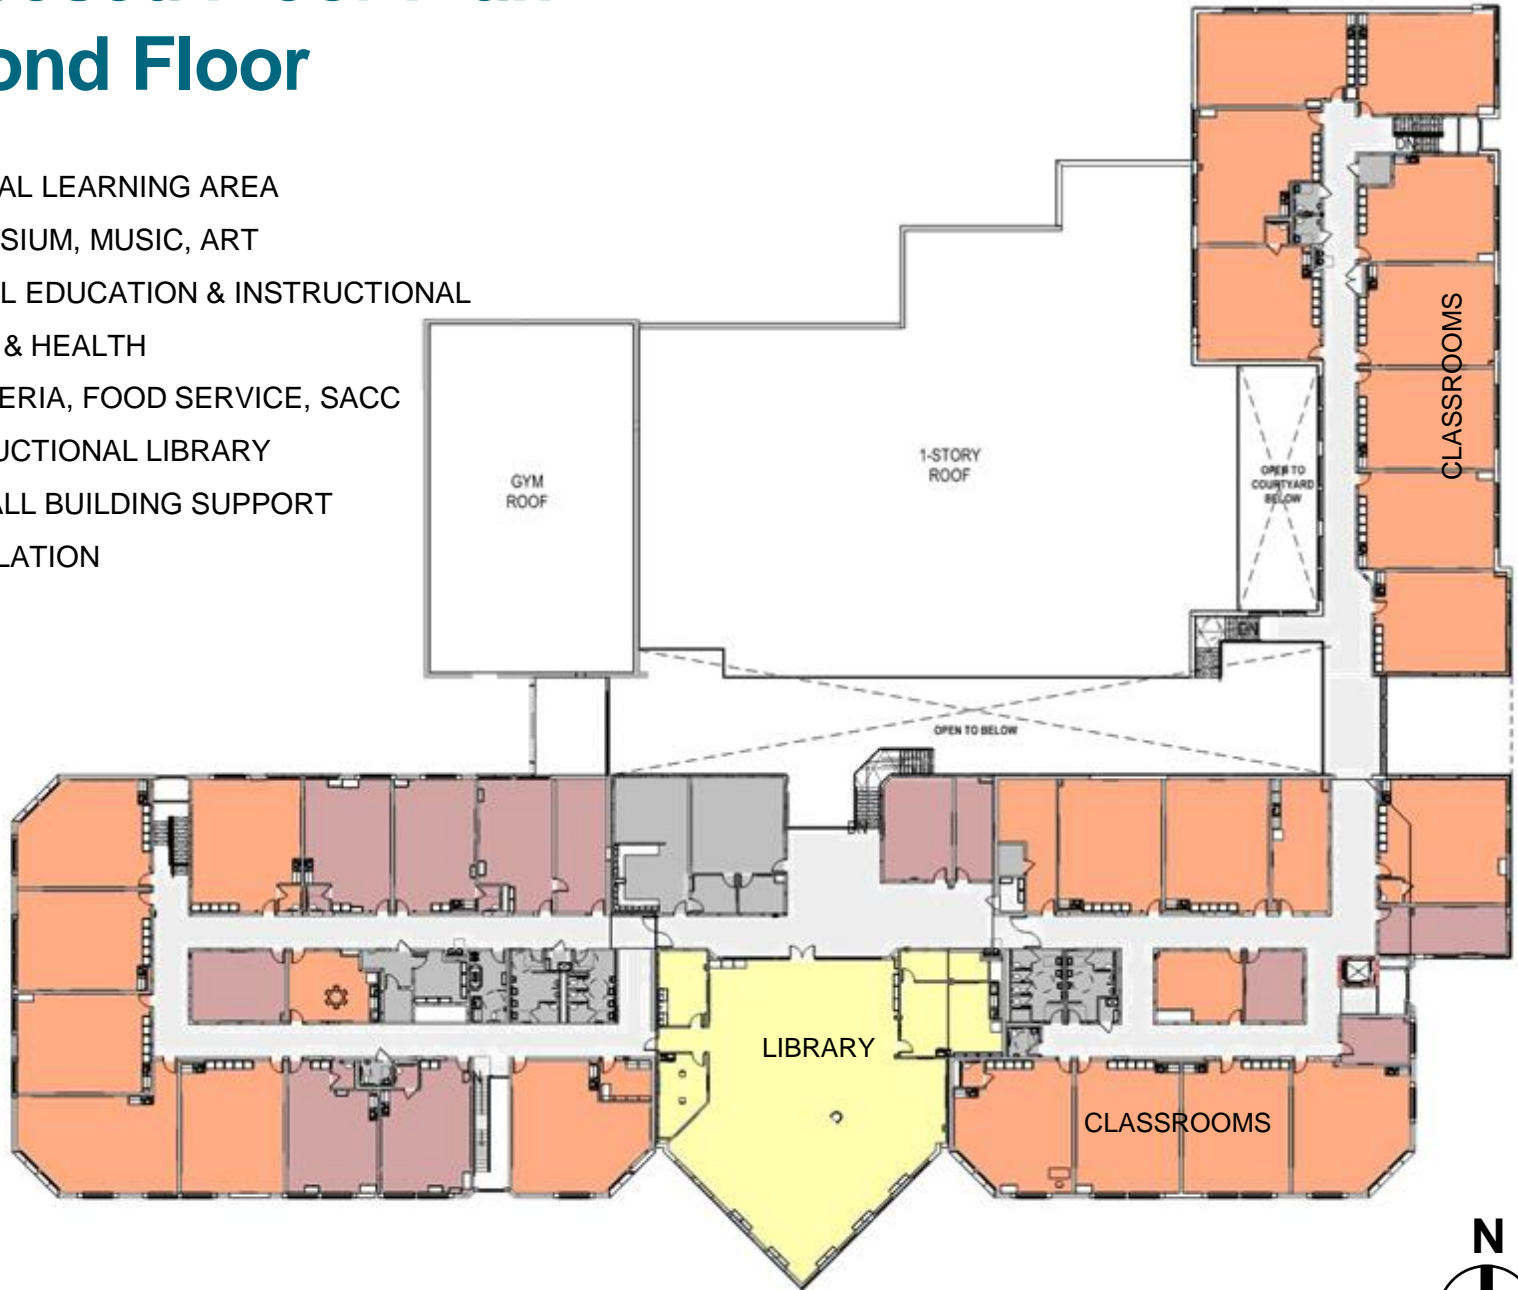 ond Floor
AL LEARNING AREA
SIUM, MUSIC, ART
L EDUCATION & INSTRUCTIONAL
& HEALTH
ERIA, FOOD SERVICE, SACC
UCTIONAL LIBRARY
ALL BUILDING SUPPORT
LATION
GYM
ROOF
1-STORY
ROOF
OPEN TO
COURTYARD
BELOW
CLASSROOMS
DN
DN
OPEN TO BELOW
DN
LIBRARY
CLASSROOMS
N